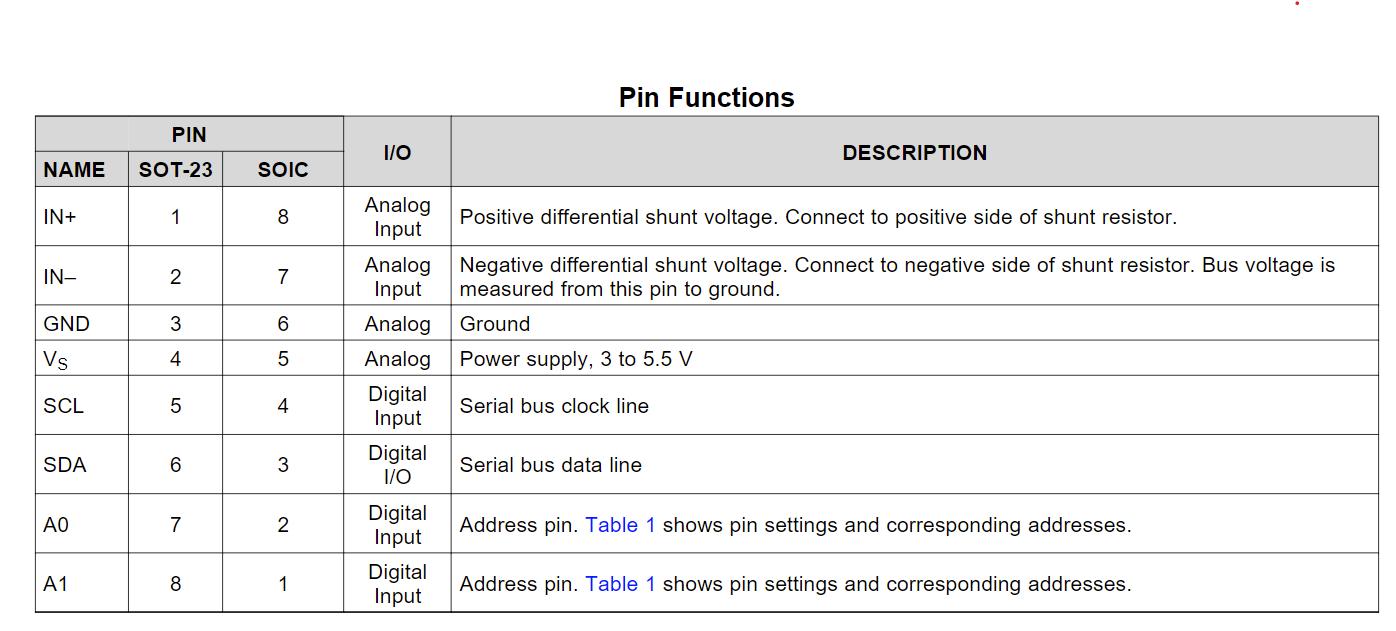 Pin Functions
PIN
I/O
DESCRIPTION
NAME SOT-23 SOIC
IN+ 1 8 Analog Input Positive differential shunt voltage. Connect to positive side of shunt resistor.
IN– 2 7 Analog Input Negative differential shunt voltage. Connect to negative side of shunt resistor. Bus voltage is
measured from this pin to ground.
GND 3 6 Analog Ground
VS 4 5 Analog Power supply, 3 to 5.5 V
SCL 5 4 Digital Input Serial bus clock line
SDA 6 3 Digital I/O Serial bus data line
A0 7 2 Digital Input Address pin. Table 1 shows pin settings and corresponding addresses.
A1 8 1 Digital Input Address pin. Table 1 shows pin settings and corresponding addresses.